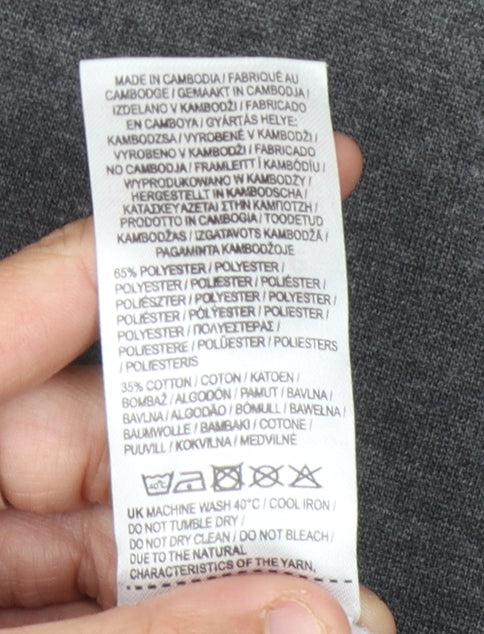 MADE IN CAMBODIA / FABRIQUÉ AU
CAMBODGE / GEMAAKT IN CAMBODJA /
IZDELANO V KAMBODŽI / FABRICADO
EN CAMBOYA / GYÁRTÁS HELYE:
KAMBODZSA / VYROBENÉ V KAMBODŽI /
VYROBENO V KAMBODŽI / FABRICADO
NO CAMBODJA / FRAMLEITT Í KAMBÓDÍU /
WYPRODUKOWANO W KAMBODŻY /
HERGESTELLT IN KAMBODSCHA /
ΚΑΤΑΣΚΕΥΑΖΕΤΑΙ ΣΤΗΝ ΚΑΜΠΟΤΖΗ /
PRODOTTO IN CAMBOGIA / TOODETUD
KAMBODŽAS / IZGATAVOTS KAMBODŽĀ /
PAGAMINTA KAMBODŽOJE
65% POLYESTER / POLYESTER /
POLYESTER / POLIESTER / POLIÉSTER /
POLIÉSZTER / POLYESTER / POLYESTER /
POLIÉSTER / PÓLÝESTER / POLIESTER /
POLYESTER / ΠΟΛΥΕΣΤΕΡΑΣ /
POLIESTERE / POLÜESTER / POLIESTERS
/ POLIESTERIS
35% COTTON / COTON / KATOEN /
BOMBAŽ / ALGODÓN / PAMUT / BAVLNA /
BAVLNA / ALGODÃO / BÓMULL / BAWEŁNA /
BAUMWOLLE / ΒΑΜΒΑΚΙ / COTONE /
PUUVILL / KOKVILNA / MEDVILNĖ
40°C
UK MACHINE WASH 40°C / COOL IRON /
DO NOT TUMBLE DRY /
DO NOT DRY CLEAN / DO NOT BLEACH /
DUE TO THE NATURAL
CHARACTERISTICS OF THE YARN,